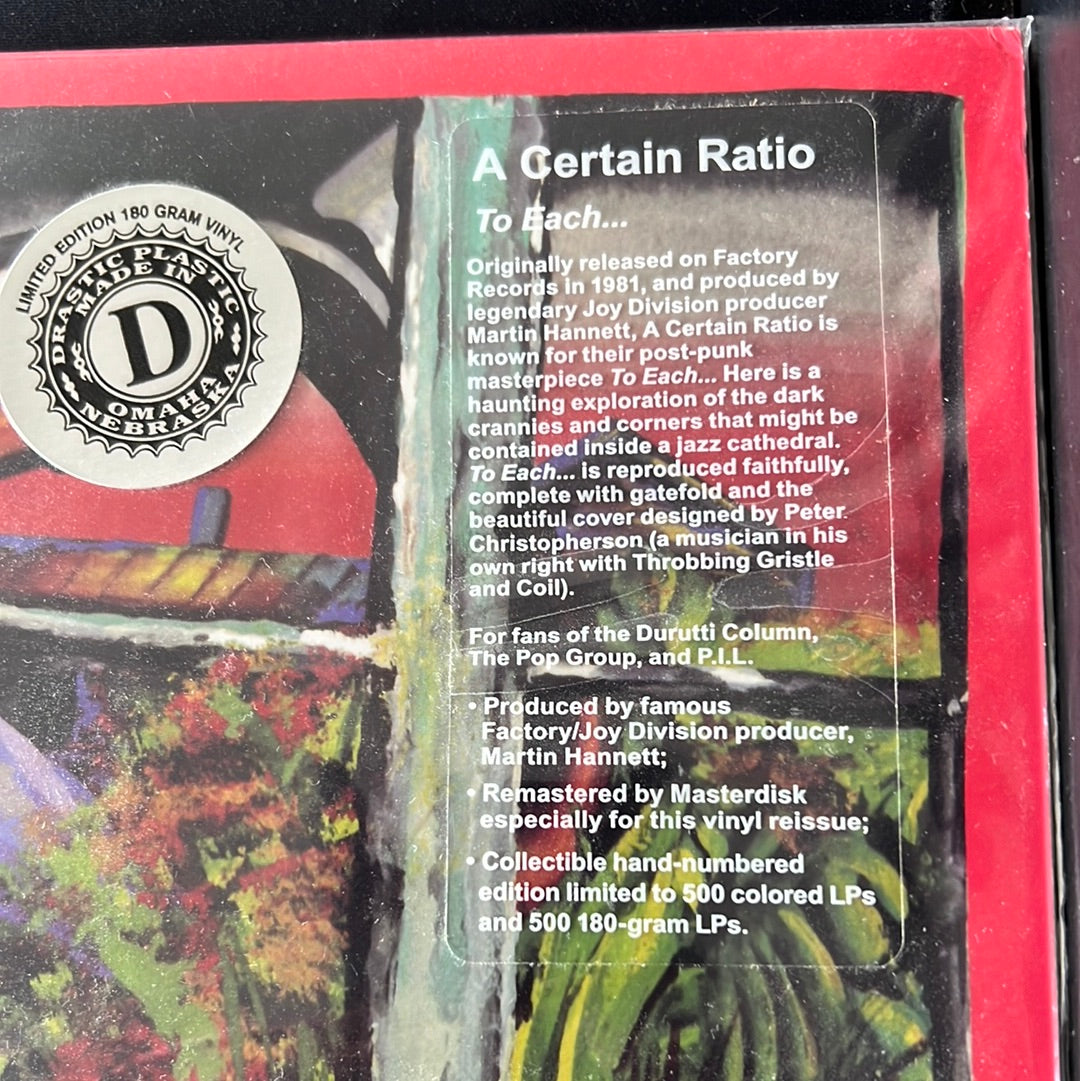 LIMITED EDITION 180 GRAM VINYL
DRASTIC PLASTIC
MADE IN
D
OMAHA
NEBRASKA
A Certain Ratio
To Each...
Originally released on Factory
Records in 1981, and produced by
legendary Joy Division producer
Martin Hannett, A Certain Ratio is
known for their post-punk
masterpiece To Each... Here is a
haunting exploration of the dark
crannies and corners that might be
contained inside a jazz cathedral.
To Each... is reproduced faithfully,
complete with gatefold and the
beautiful cover designed by Peter
Christopherson (a musician in his
own right with Throbbing Gristle
and Coil).
For fans of the Durutti Column,
The Pop Group, and P.I.L.
• Produced by famous
Factory/Joy Division producer,
Martin Hannett;
• Remastered by Masterdisk
especially for this vinyl reissue;
• Collectible hand-numbered
edition limited to 500 colored LPs
and 500 180-gram LPs.